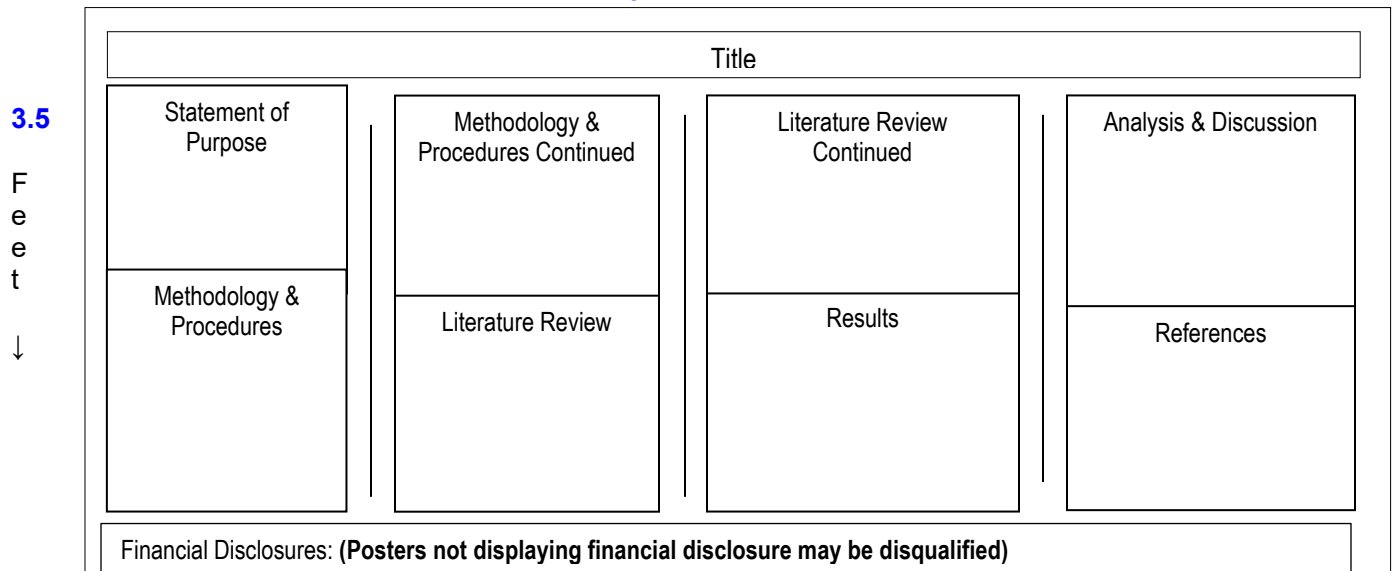 Title
3.5
Feet
↓
Statement of
Purpose
Methodology &
Procedures
Methodology &
Procedures Continued
Literature Review
Literature Review
Continued
Results
Analysis & Discussion
References
Financial Disclosures: (Posters not displaying financial disclosure may be disqualified)